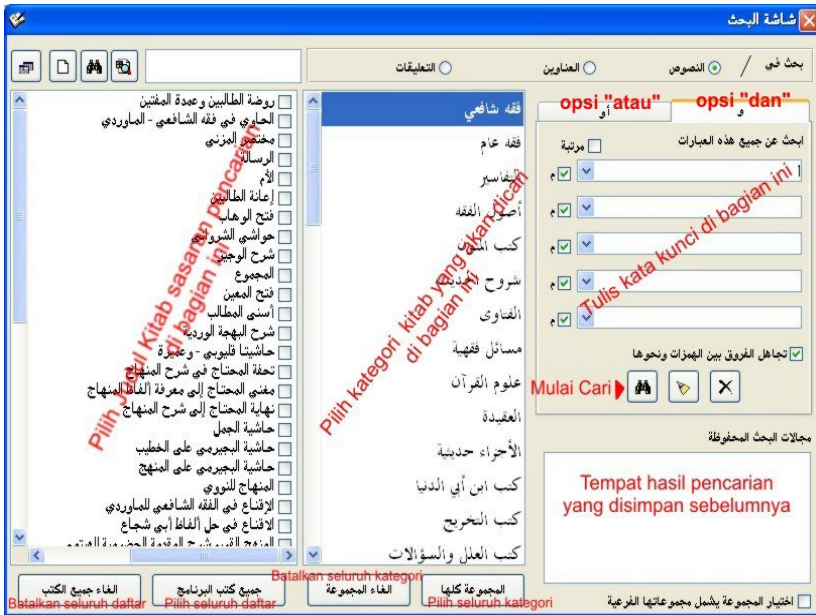 شاشة البحث
بحث في / النصوص العناوين التعليقات
opsi "dan"
و
opsi "atau"
أو
ابحث عن جميع هذه العبارات
مرتبة
م
م
م
م
م
Tulis kata kunci di bagian ini
تجاهل الفروق بين الهمزات ونحوها
Mulai Cari
مجالات البحث المحفوظة
Tempat hasil pencarian
yang disimpan sebelumnya
اختيار المجموعة يشمل مجموعاتها الفرعية
فقه شافعي
فقه عام
التفاسير
أصول الفقه
كتب المتون
شروح الحديث
الفتاوى
مسائل فقهية
علوم القرآن
العقيدة
الأجزاء حديثية
كتب ابن أبي الدنيا
كتب التخريج
كتب العلل والسؤالات
Pilih kategori kitab yang akan dicari
di bagian ini
المجموعة كلها
Pilih seluruh kategori
الغاء المجموعة
Batalkan seluruh kategori
روضة الطالبين وعمدة المفتين
الحاوي في فقه الشافعي - الماوردي
مختصر المزني
الرسالة
الأم
إعانة الطالبين
فتح الوهاب
حواشي الشرواني
شرح الوجيز
المجموع
فتح المعين
أسنى المطالب
شرح البهجة الوردية
حاشيتا قليوبي - وعميرة
تحفة المحتاج في شرح المنهاج
مغني المحتاج إلى معرفة ألفاظ المنهاج
نهاية المحتاج إلى شرح المنهاج
حاشية الجمل
حاشية البجيرمي على الخطيب
حاشية البجيرمي على المنهج
المنهاج للنووي
الإقناع في الفقه الشافعي للماوردي
الاقناع في حل ألفاظ أبي شجاع
المنهج القويم شرح المقدمة الحضرمية
Pilih Judul Kitab sasaran pencarian
di bagian ini
جميع كتب البرنامج
Pilih seluruh daftar
الغاء جميع الكتب
Batalkan seluruh daftar